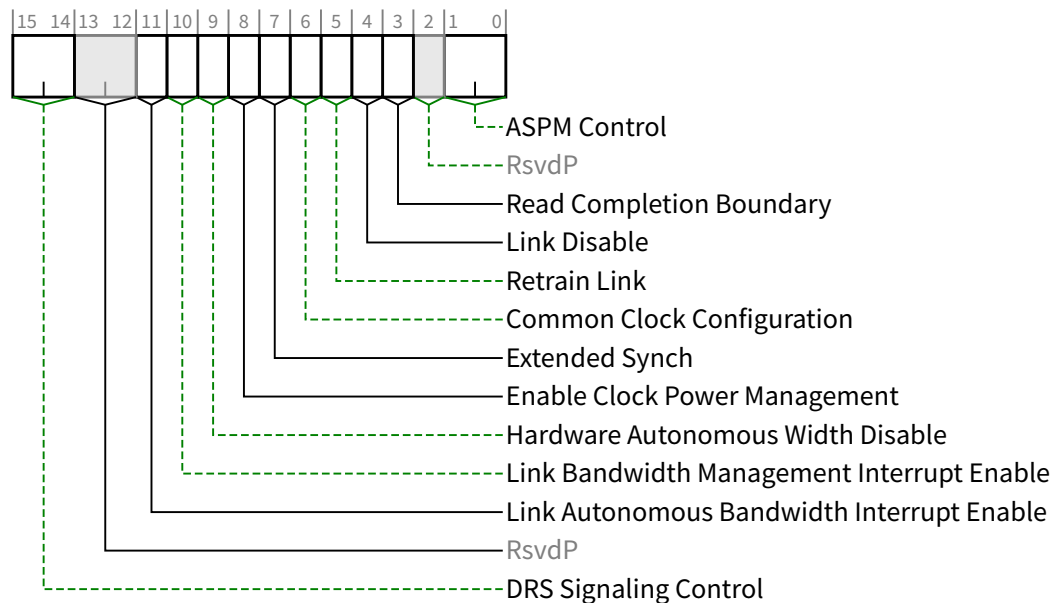 15 14 13 12 11 10 9 8 7 6 5 4 3 2 1 0
ASPM Control
RsvdP
Read Completion Boundary
Link Disable
Retrain Link
Common Clock Configuration
Extended Synch
Enable Clock Power Management
Hardware Autonomous Width Disable
Link Bandwidth Management Interrupt Enable
Link Autonomous Bandwidth Interrupt Enable
RsvdP
DRS Signaling Control